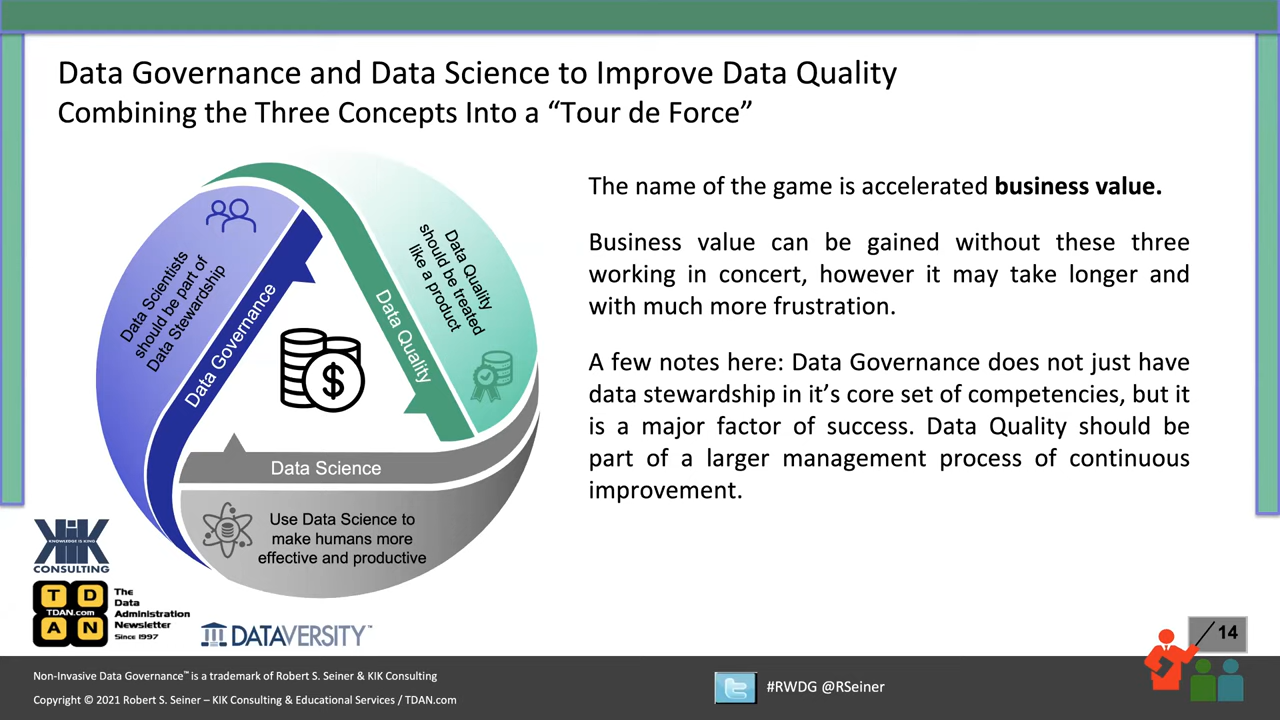 Data Governance and Data Science to Improve Data Quality
Combining the Three Concepts Into a “Tour de Force”
Data Scientists
should be part of
Data Stewardship
Data Governance
Data Quality
should be treated
like a product
Data Quality
$
Data Science
Use Data Science to
make humans more
effective and productive
The name of the game is accelerated business value.
Business value can be gained without these three
working in concert, however it may take longer and
with much more frustration.
A few notes here: Data Governance does not just have
data stewardship in it’s core set of competencies, but it
is a major factor of success. Data Quality should be
part of a larger management process of continuous
improvement.
KIK
KNOWLEDGE IS KING
CONSULTING
T D
TDAN.com
A N
The
Data
Administration
Newsletter
Since 1997
DATAVERSITY™
14
Non-Invasive Data Governance™ is a trademark of Robert S. Seiner & KIK Consulting
Copyright © 2021 Robert S. Seiner – KIK Consulting & Educational Services / TDAN.com
#RWDG @RSeiner